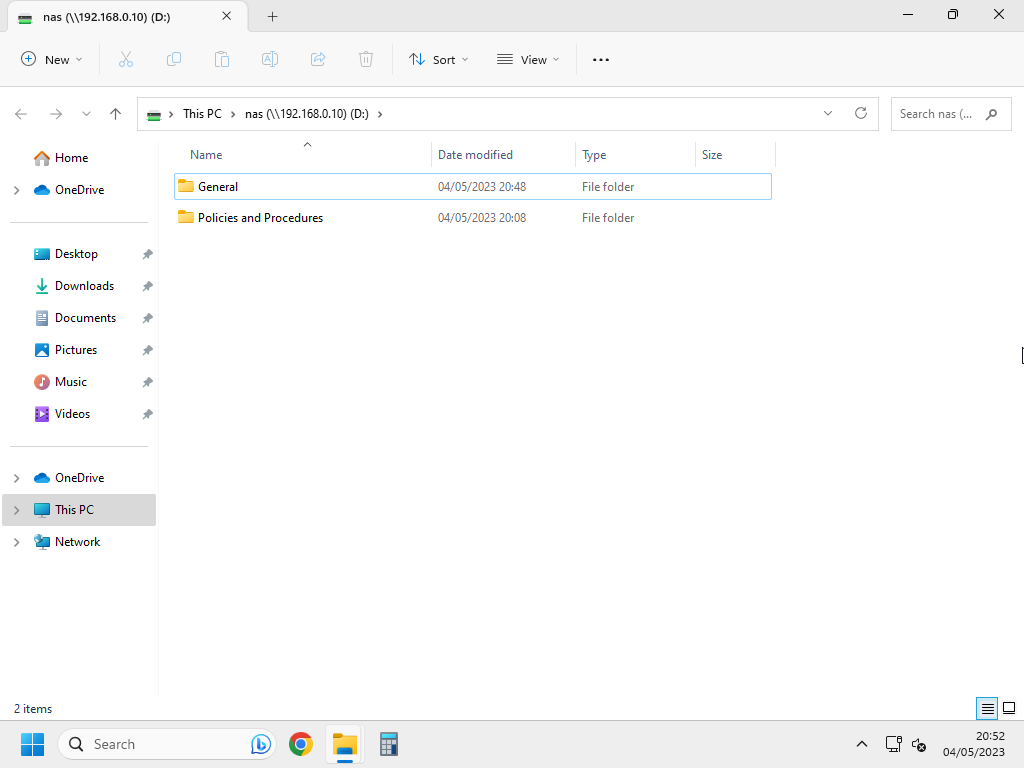 nas (\\192.168.0.10) (D:)
New
Sort
View
This PC
nas (\\192.168.0.10) (D:)
Search nas (...
Name
Date modified
Type
Size
General
04/05/2023 20:48
File folder
Policies and Procedures
04/05/2023 20:08
File folder
Home
OneDrive
Desktop
Downloads
Documents
Pictures
Music
Videos
OneDrive
This PC
Network
2 items
Search
20:52
04/05/2023